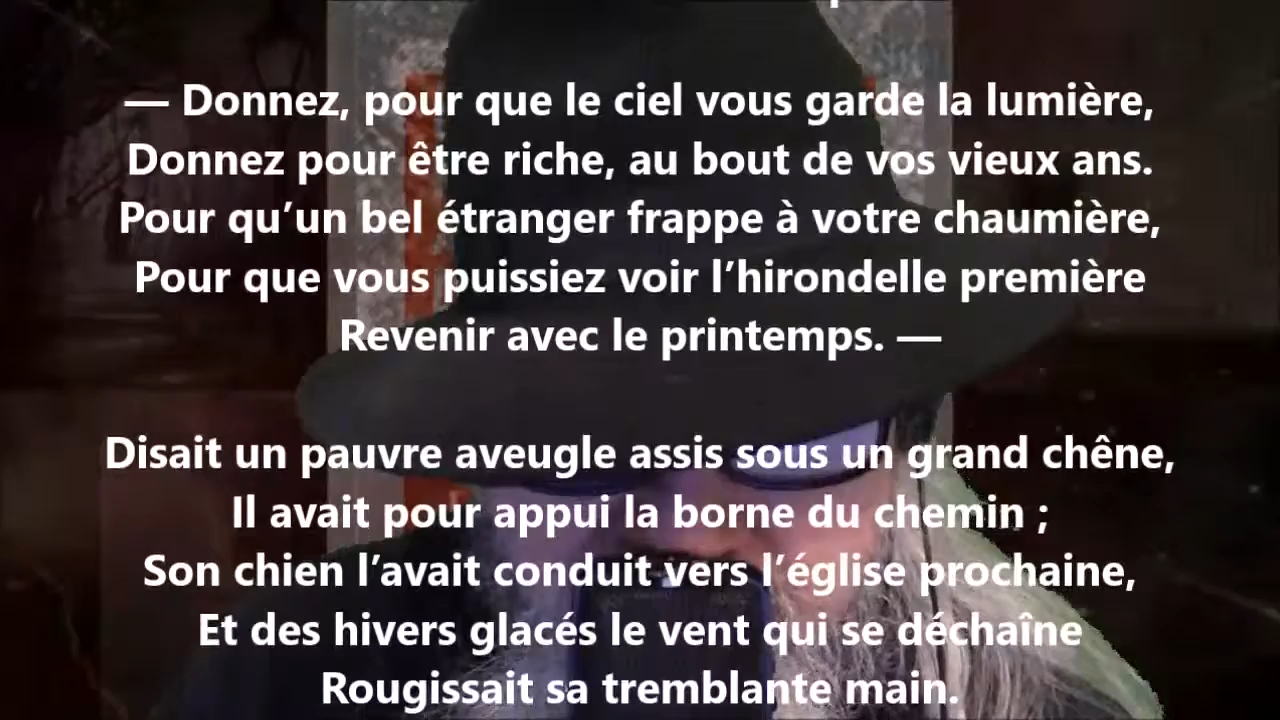 — Donnez, pour que le ciel vous garde la lumière,
Donnez pour être riche, au bout de vos vieux ans.
Pour qu’un bel étranger frappe à votre chaumière,
Pour que vous puissiez voir l’hirondelle première
Revenir avec le printemps. —
Disait un pauvre aveugle assis sous un grand chêne,
Il avait pour appui la borne du chemin ;
Son chien l’avait conduit vers l’église prochaine,
Et des hivers glacés le vent qui se déchaîne
Rougissait sa tremblante main.